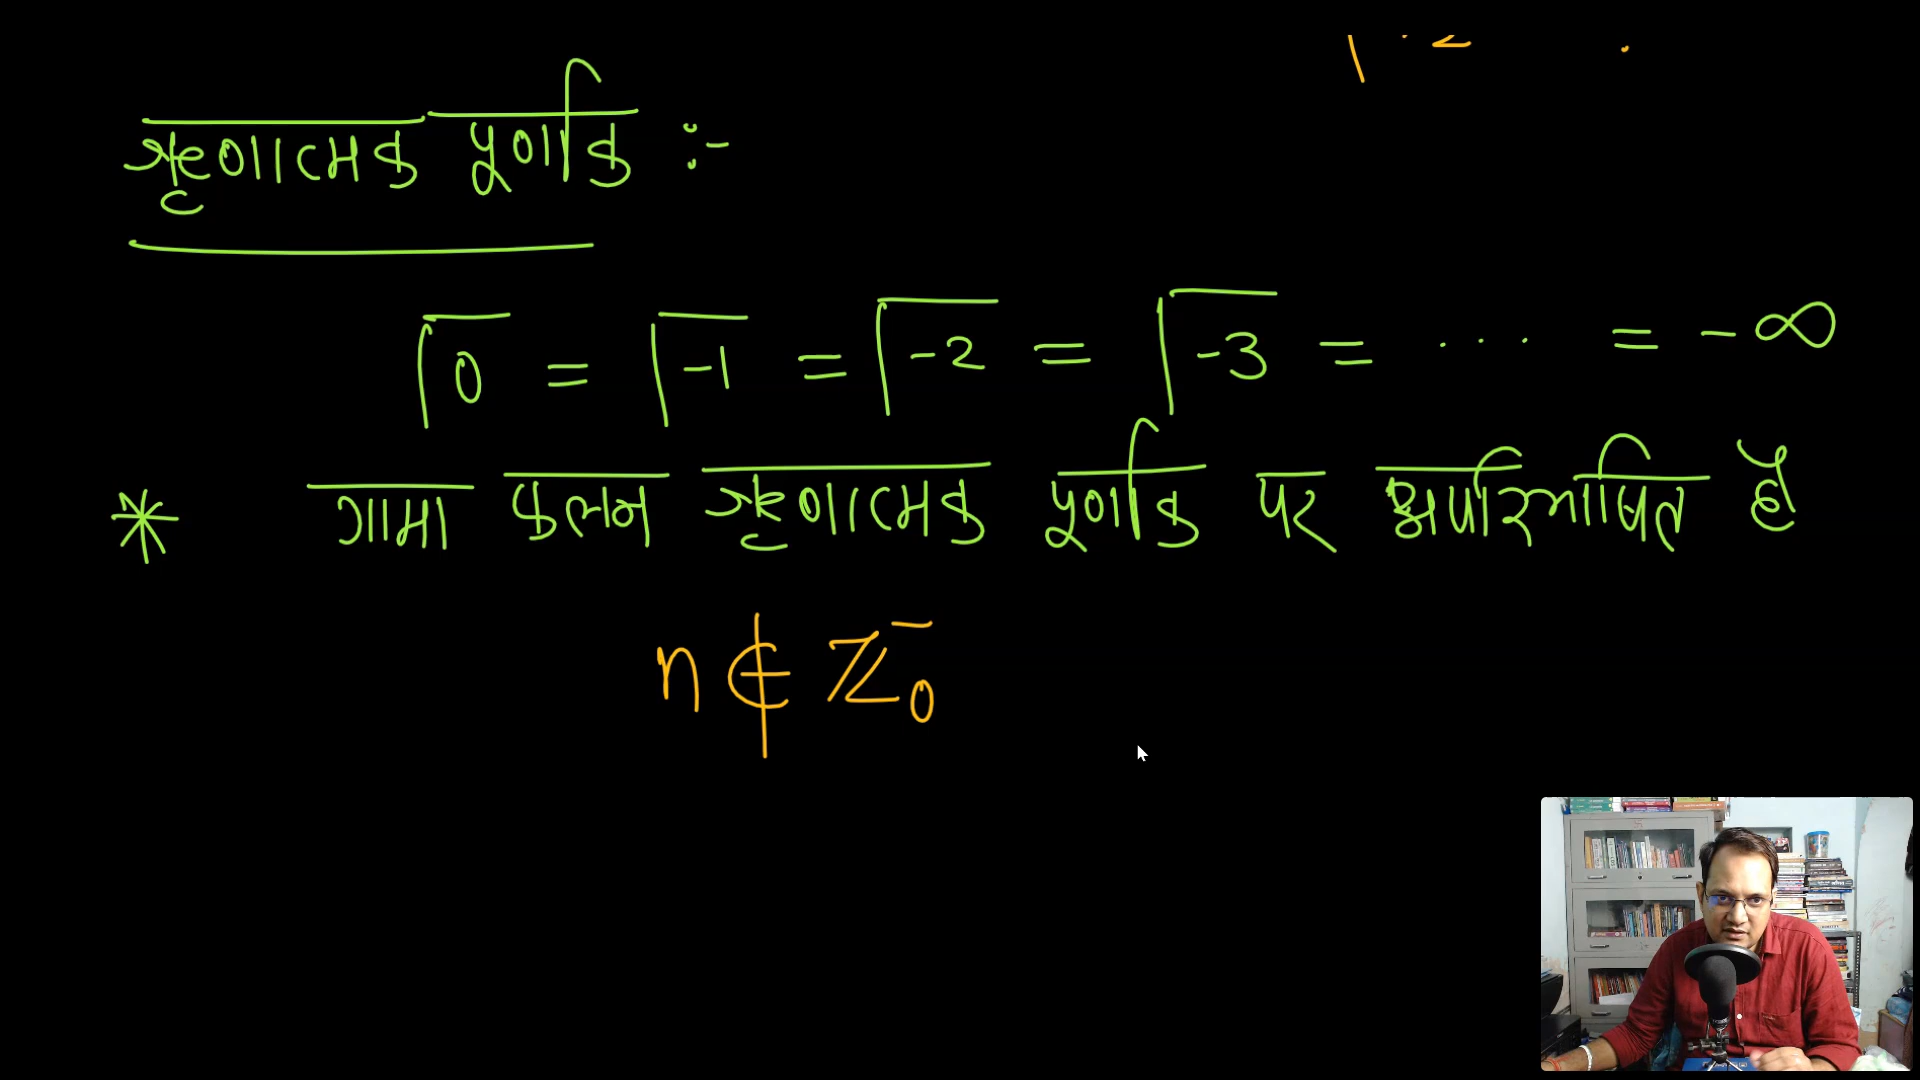 ऋणात्मक पूर्णांक :-
Γ0 = Γ-1 = Γ-2 = Γ-3 = .... = -∞
* गामा फलन ऋणात्मक पूर्णांक पर अपरिभाषित है
n ∉ ℤ₀⁻